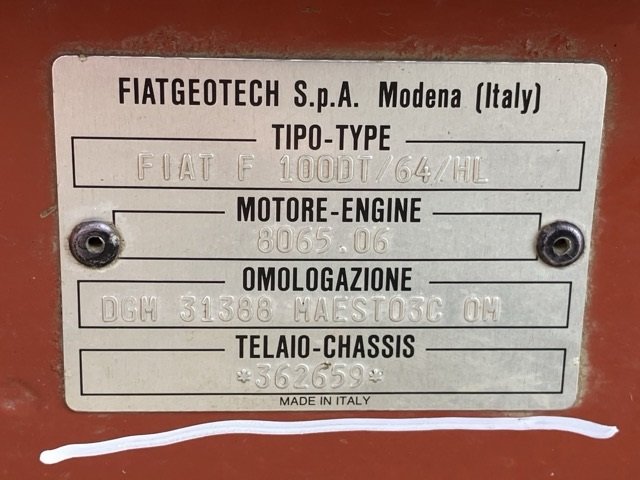 FIATGEOTECH S.p.A. Modena (Italy)
TIPO-TYPE
FIAT F 100DT/64/HL
MOTORE-ENGINE
8065.06
OMOLOGAZIONE
DGM 31388 MAEST03C OM
TELAIO-CHASSIS
*362659*
MADE IN ITALY